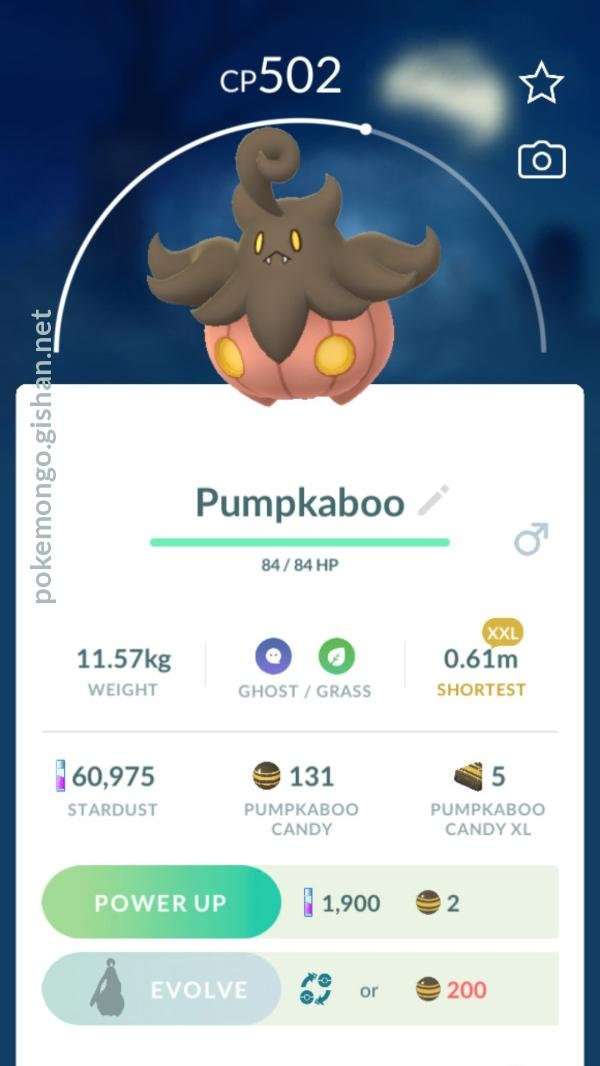 CP502
pokemongo.gishan.net
Pumpkaboo
84 / 84 HP
XXL
11.57kg
0.61m
WEIGHT
GHOST / GRASS
SHORTEST
60,975
131
5
STARDUST
PUMPKABOO
CANDY
PUMPKABOO
CANDY XL
POWER UP
1,900
2
EVOLVE
or
200